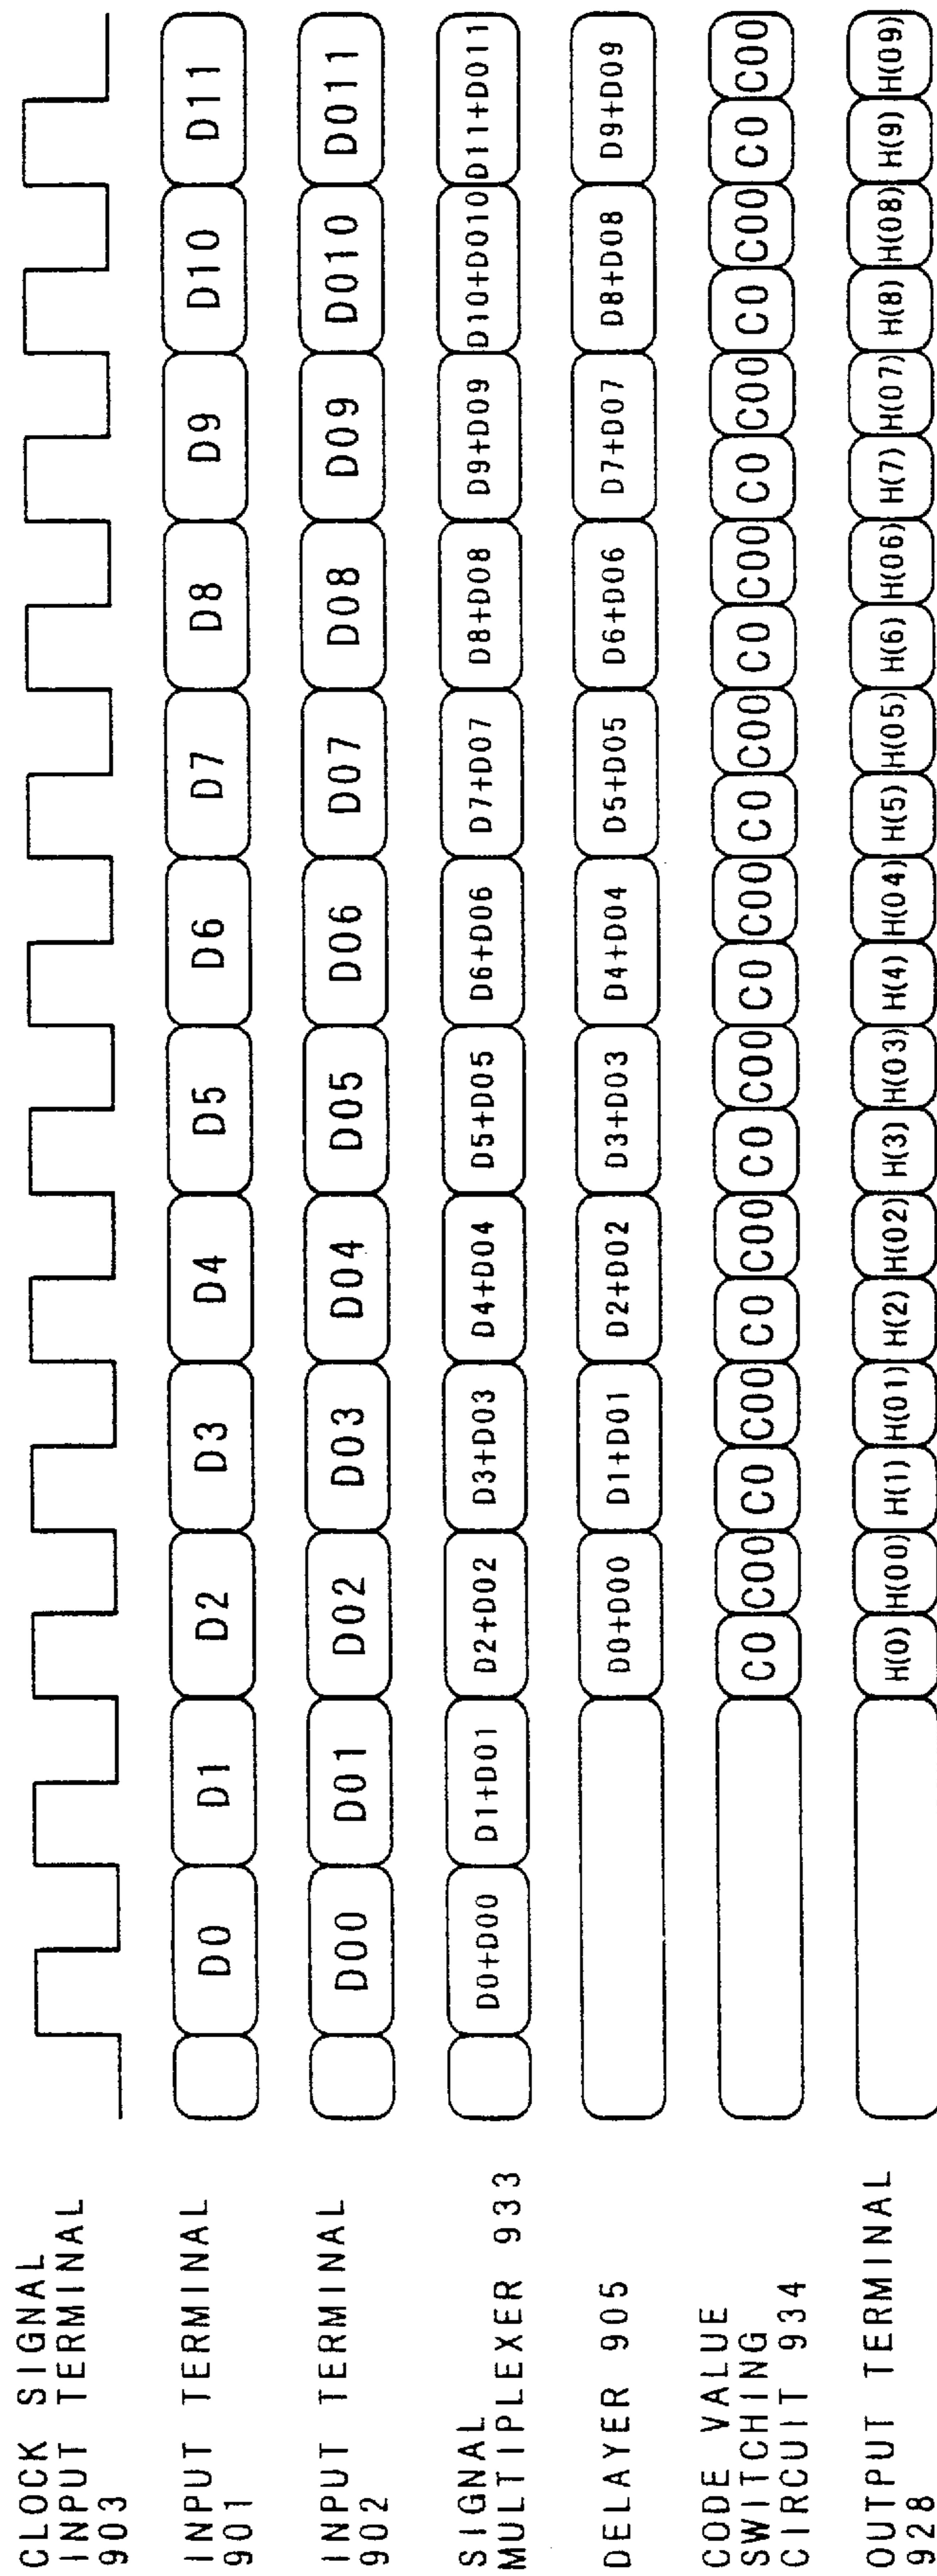 CLOCK SIGNAL
INPUT TERMINAL
903
INPUT TERMINAL
901
D0 D1 D2 D3 D4 D5 D6 D7 D8 D9 D10 D11
INPUT TERMINAL
902
D00 D01 D02 D03 D04 D05 D06 D07 D08 D09 D010 D011
SIGNAL
MULTIPLEXER 933
D0+D00 D1+D01 D2+D02 D3+D03 D4+D04 D5+D05 D6+D06 D7+D07 D8+D08 D9+D09 D10+D010 D11+D011
DELAYER 905
D0+D00 D1+D01 D2+D02 D3+D03 D4+D04 D5+D05 D6+D06 D7+D07 D8+D08 D9+D09
CODE VALUE
SWITCHING
CIRCUIT 934
C0 C00 C0 C00 C0 C00 C0 C00 C0 C00 C0 C00 C0 C00 C0 C00 C0 C00 C0 C00
OUTPUT TERMINAL
928
H(0) H(00) H(1) H(01) H(2) H(02) H(3) H(03) H(4) H(04) H(5) H(05) H(6) H(06) H(7) H(07) H(8) H(08) H(9) H(09)